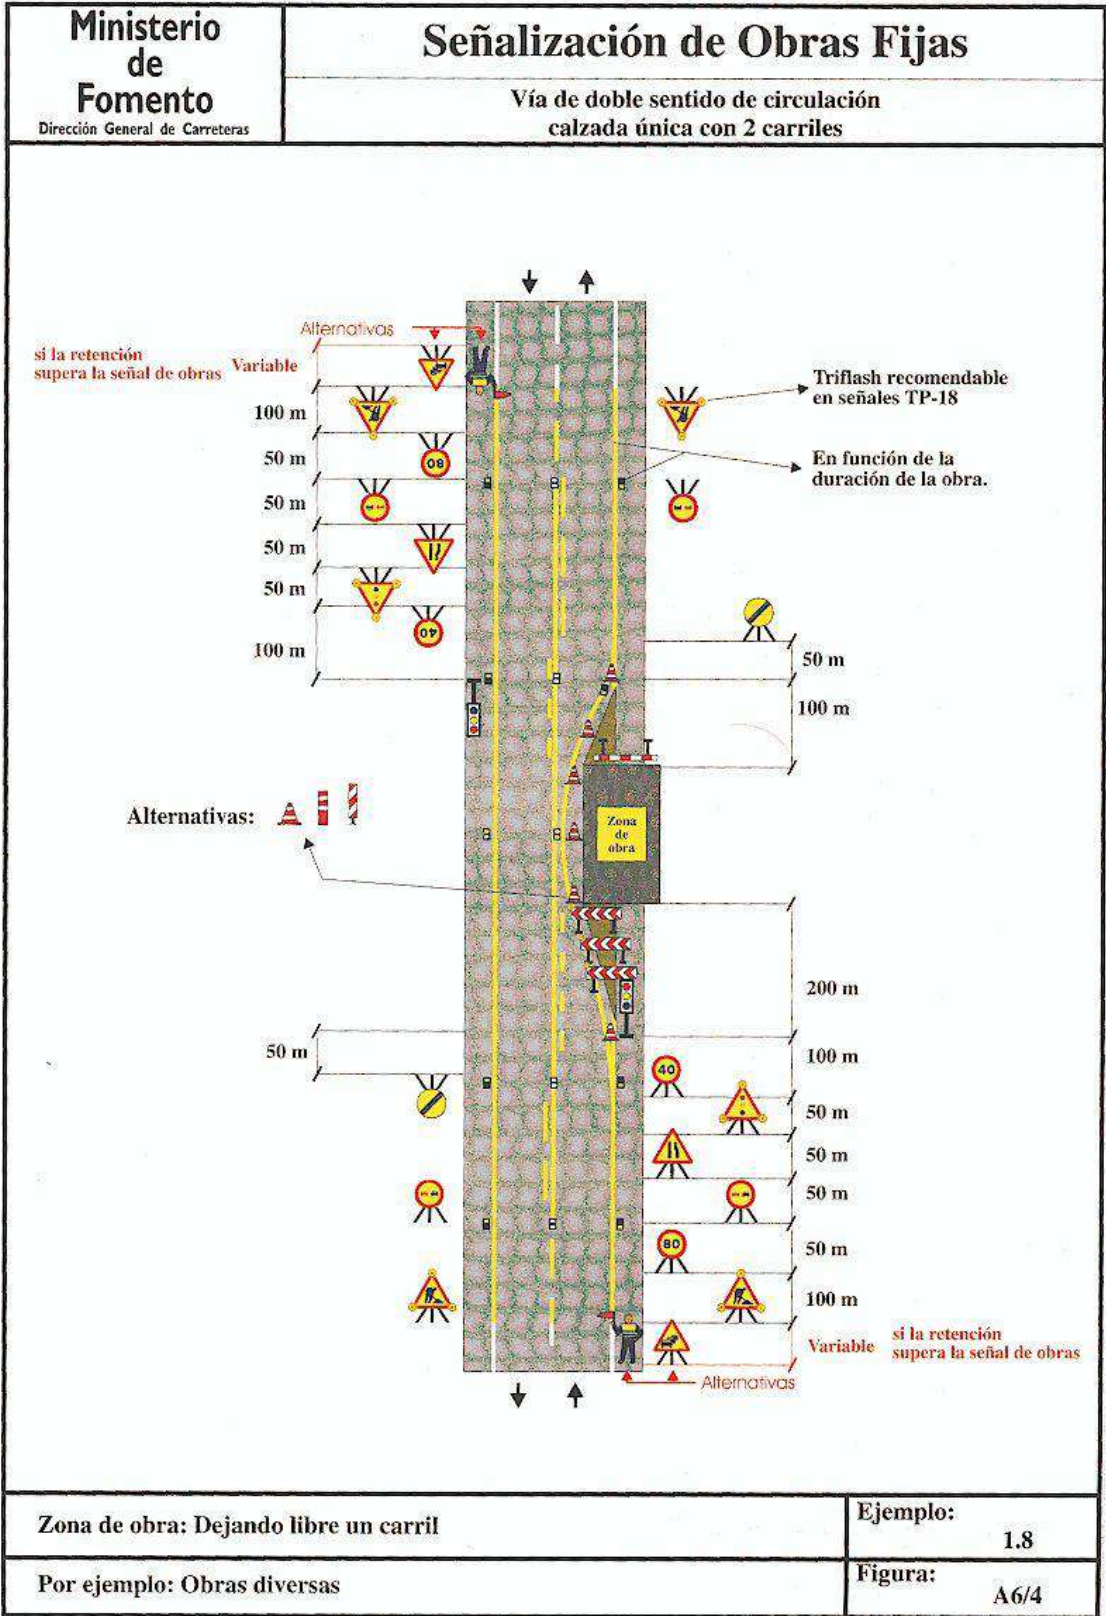 Ministerio
de
Fomento
Dirección General de Carreteras
Señalización de Obras Fijas
Vía de doble sentido de circulación
calzada única con 2 carriles
Alternativas
si la retención
supera la señal de obras
Variable
100 m
50 m
50 m
50 m
50 m
100 m
80
40
Triflash recomendable
en señales TP-18
En función de la
duración de la obra.
50 m
100 m
Alternativas:
Zona
de
obra
200 m
50 m
100 m
40
50 m
50 m
50 m
80
50 m
100 m
Variable
si la retención
supera la señal de obras
Alternativas
Zona de obra: Dejando libre un carril
Ejemplo:
1.8
Por ejemplo: Obras diversas
Figura:
A6/4